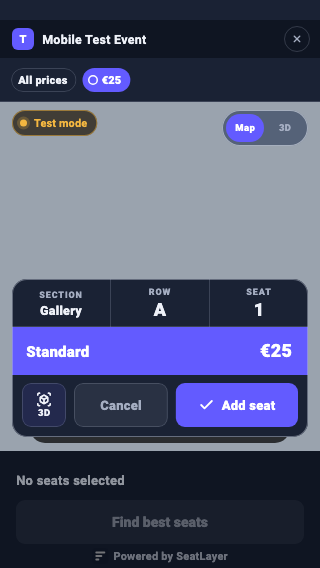 T Mobile Test Event
All prices €25
Test mode
Map 3D
SECTION ROW SEAT
Gallery A 1
Standard €25
3D Cancel Add seat
No seats selected
Find best seats
Powered by SeatLayer